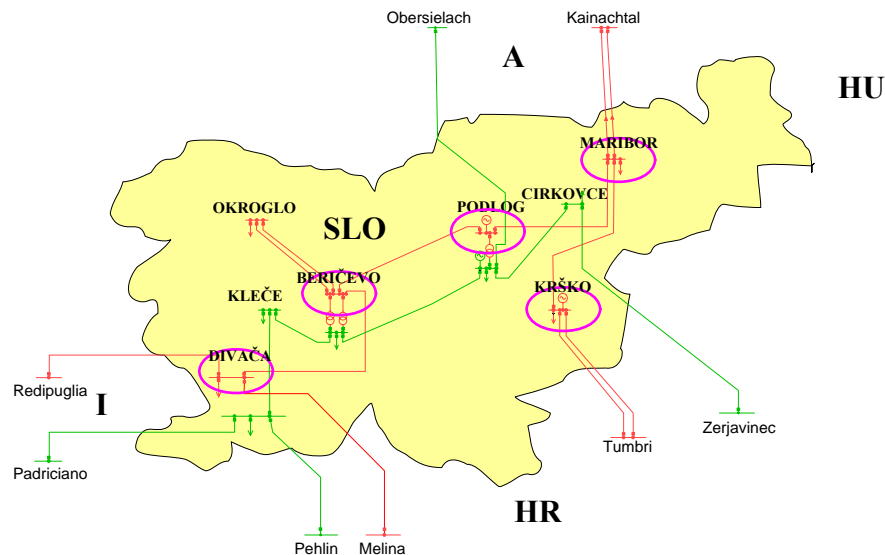 Obersielach
Kainachtal
A
HU
MARIBOR
CIRKOVCE
PODLOG
OKROGLO
SLO
BERIČEVO
KRŠKO
KLEČE
DIVAČA
Redipuglia
I
Zerjavinec
Tumbri
Padriciano
HR
Pehlin
Melina